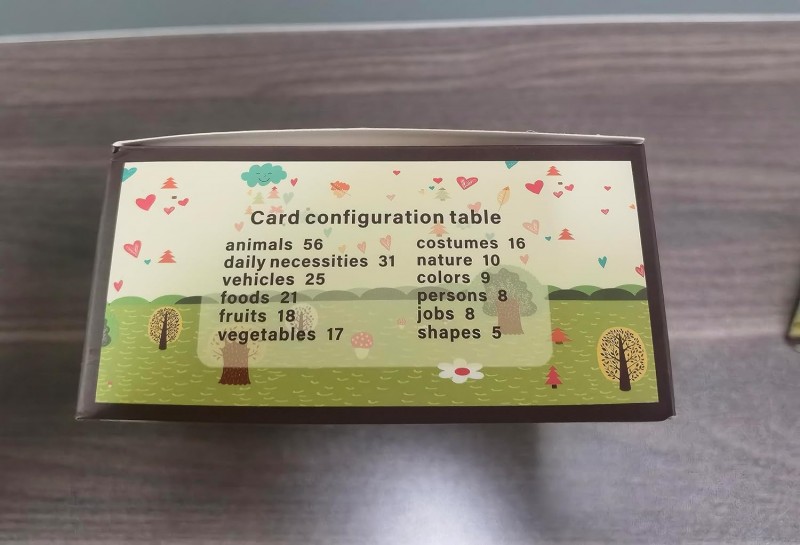 Card configuration table
animals 56
daily necessities 31
vehicles 25
foods 21
fruits 18
vegetables 17
costumes 16
nature 10
colors 9
persons 8
jobs 8
shapes 5